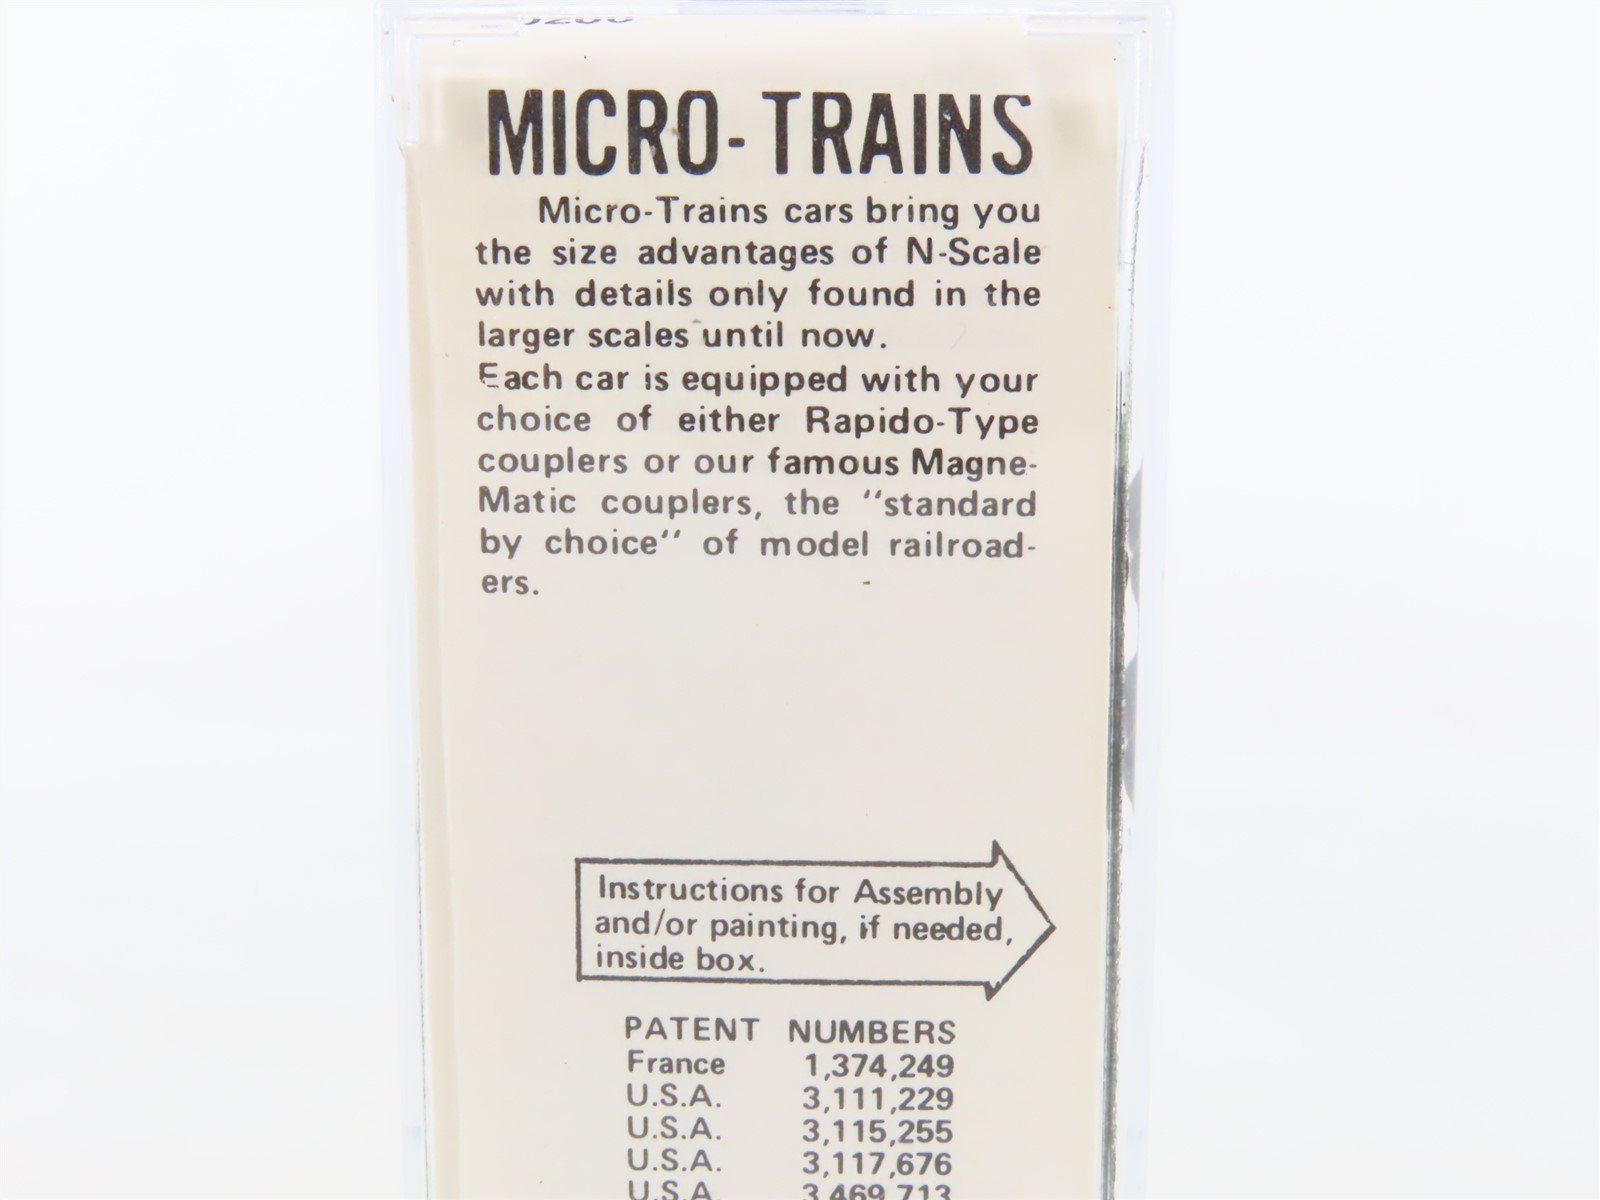 MICRO-TRAINS
Micro-Trains cars bring you
the size advantages of N-Scale
with details only found in the
larger scales until now.
Each car is equipped with your
choice of either Rapido-Type
couplers or our famous Magne-
Matic couplers, the "standard
by choice" of model railroad-
ers.
Instructions for Assembly
and/or painting, if needed,
inside box.
PATENT NUMBERS
France 1,374,249
U.S.A. 3,111,229
U.S.A. 3,115,255
U.S.A. 3,117,676
U.S.A. 3,469,713